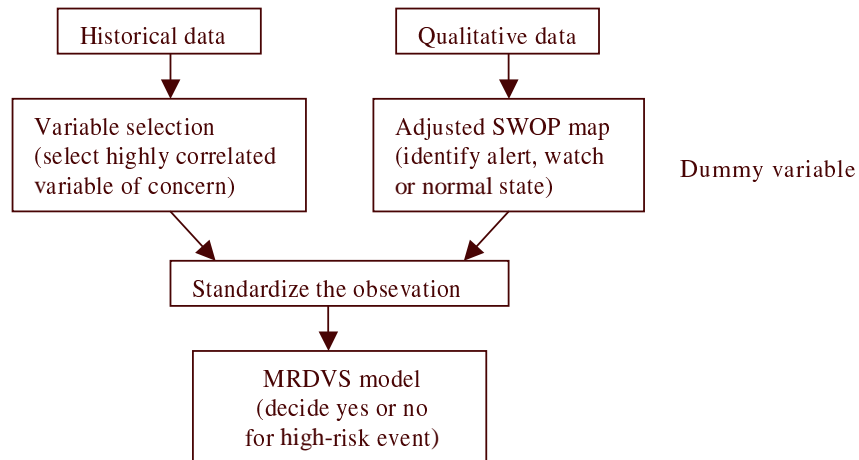 Historical data
Qualitative data
Variable selection
(select highly correlated
variable of concern)
Adjusted SWOP map
(identify alert, watch
or normal state)
Dummy variable
Standardize the obsevation
MRDVS model
(decide yes or no
for high-risk event)